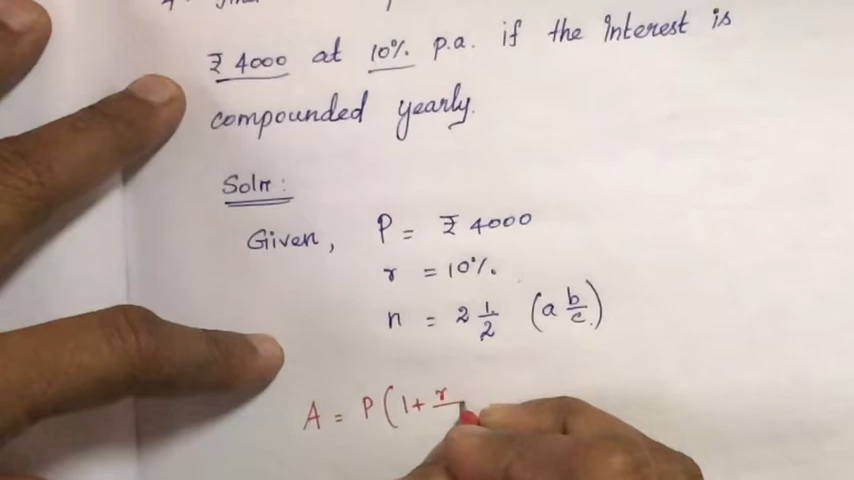 ₹ 4000 at 10% p.a. if the Interest is
compounded yearly.
Soln:
Given, P = ₹ 4000
r = 10%.
n = 2 1/2 (a b/c)
A = P(1+ r/